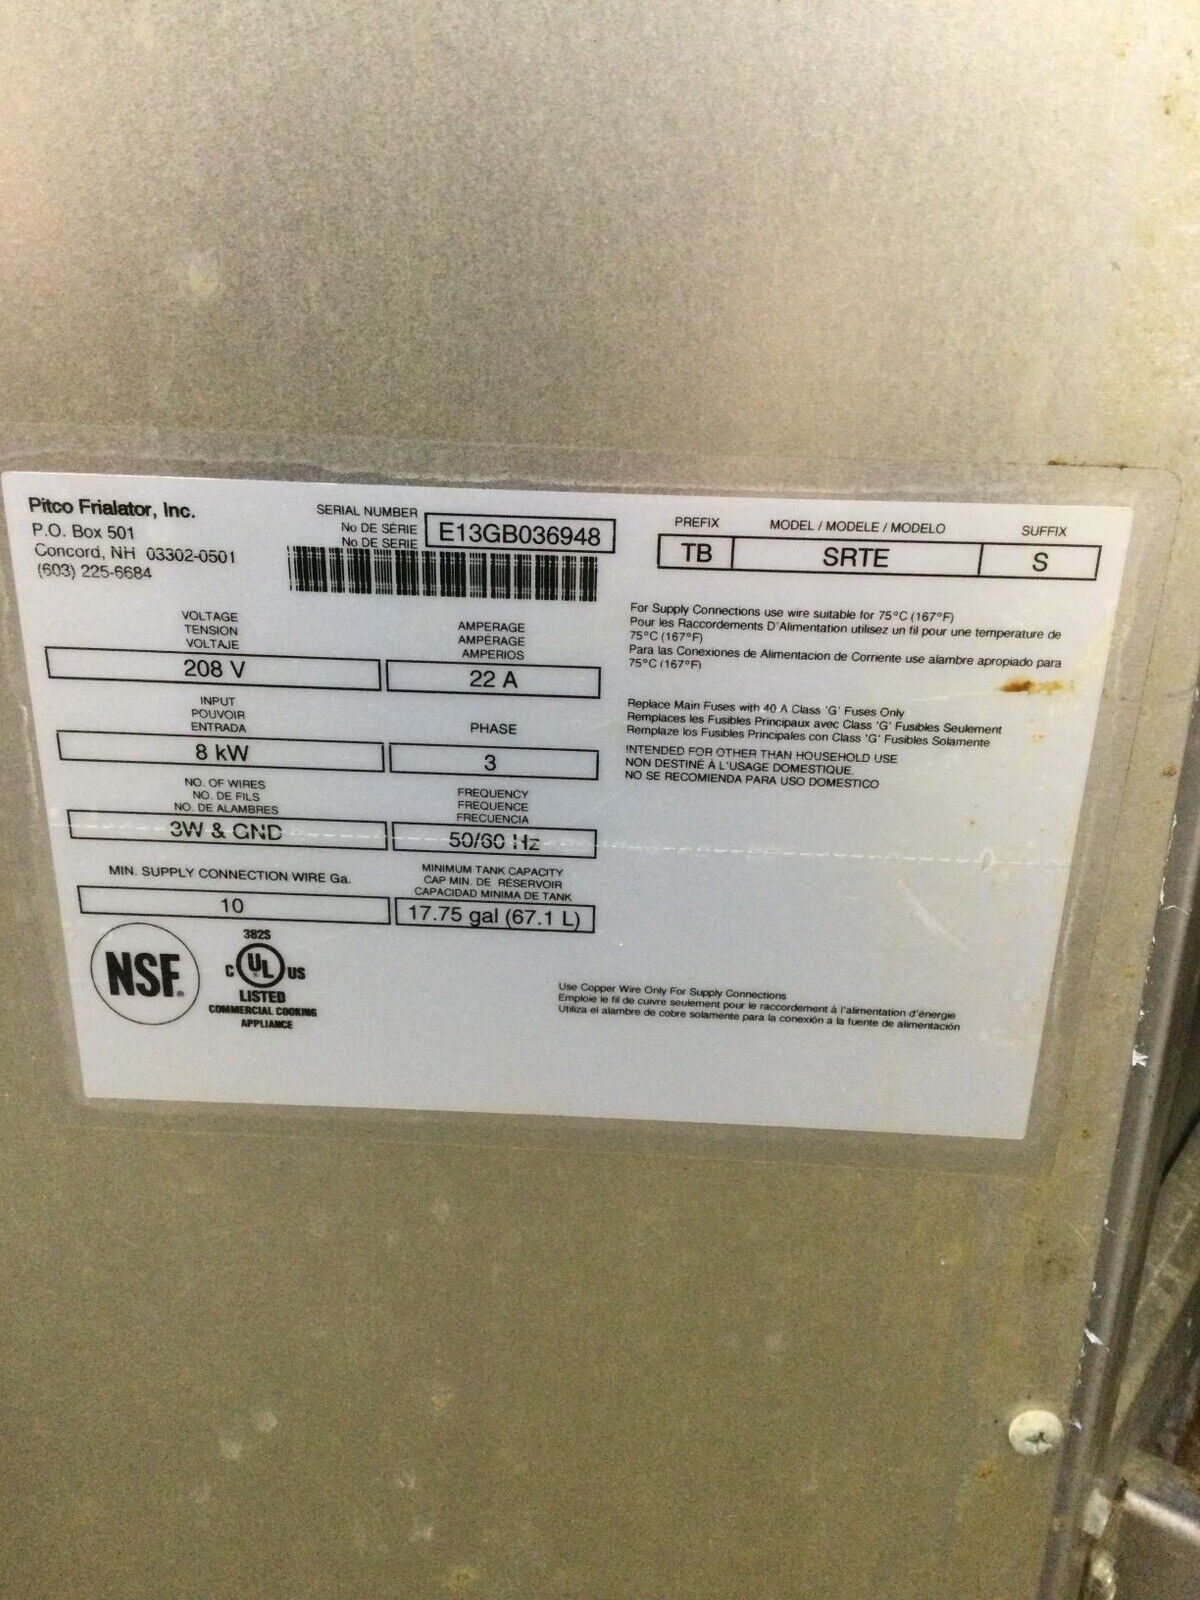 Pitco Frialator, Inc.
P.O. Box 501
Concord, NH 03302-0501
(603) 225-6684
SERIAL NUMBER
No DE SÉRIE
No DE SERIE
E13GB036948
PREFIX
MODEL / MODELE / MODELO
SUFFIX
TB
SRTE
S
VOLTAGE
TENSION
VOLTAJE
208 V
AMPERAGE
AMPERAGE
AMPERIOS
22 A
INPUT
POUVOIR
ENTRADA
8 kW
PHASE
3
NO. OF WIRES
NO. DE FILS
NO. DE ALAMBRES
3W & GND
FREQUENCY
FREQUENCE
FRECUENCIA
50/60 Hz
MIN. SUPPLY CONNECTION WIRE Ga.
10
MINIMUM TANK CAPACITY
CAP MIN. DE RÉSERVOIR
CAPACIDAD MINIMA DE TANK
17.75 gal (67.1 L)
For Supply Connections use wire suitable for 75°C (167°F)
Pour les Raccordements D'Alimentation utilisez un fil pour une temperature de
75°C (167°F)
Para las Conexiones de Alimentacion de Corriente use alambre apropiado para
75°C (167°F)
Replace Main Fuses with 40 A Class 'G' Fuses Only
Remplaces les Fusibles Principaux avec Class 'G' Fusibles Seulement
Remplaze los Fusibles Principales con Class 'G' Fusibles Solamente
INTENDED FOR OTHER THAN HOUSEHOLD USE
NON DESTINÉ À L'USAGE DOMESTIQUE.
NO SE RECOMIENDA PARA USO DOMESTICO
NSF.
382S
C UL US
LISTED
COMMERCIAL COOKING
APPLIANCE
Use Copper Wire Only For Supply Connections
Emploie le fil de cuivre seulement pour le raccordement à l'alimentation d'énergie
Utiliza el alambre de cobre solamente para la conexión a la fuente de alimentación